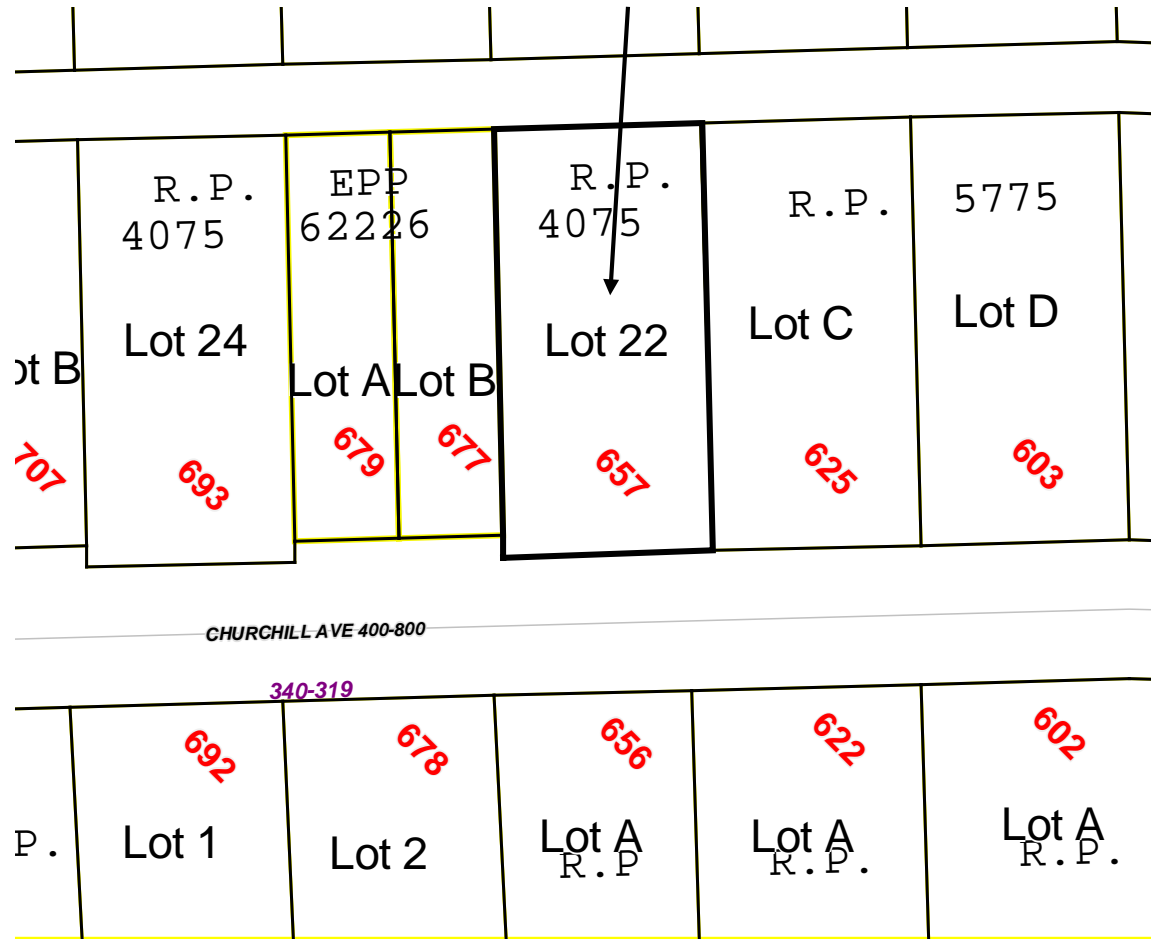 R.P.
4075
EPP
62226
R.P.
4075
R.P.
5775
ot B
Lot 24
Lot A
Lot B
Lot 22
Lot C
Lot D
707
693
679
677
657
625
603
CHURCHILL AVE 400-800
340-319
692
678
656
622
602
P.
Lot 1
Lot 2
Lot A
R.P
Lot A
R.P.
Lot A
R.P.